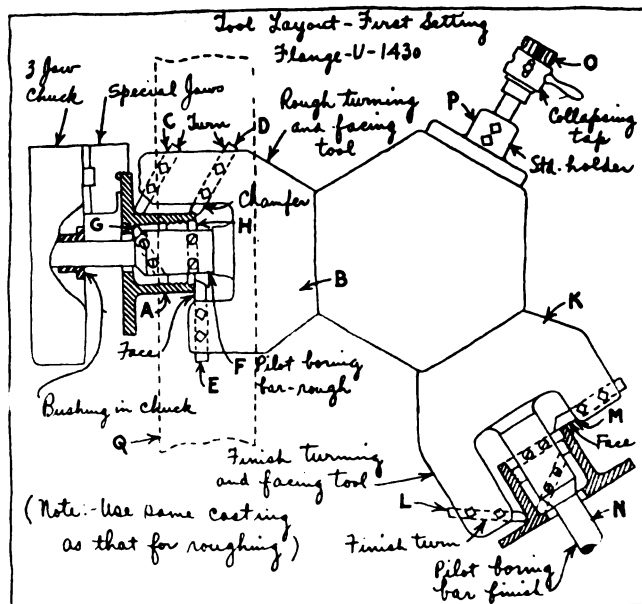 Tool Layout-First Setting
Flange-U-1430
3 Jaw
Chuck
Special Jaws
C
Turn
D
Rough turning
and facing
tool
O
P
Collapsing
tap
Std. holder
Chamfer
G
H
B
K
A
Face
F
Pilot boring
bar-rough
E
M
Face
Bushing in chuck
Q
Finish turning
and facing tool
L
N
(Note:-Use same casting
as that for roughing)
Finish turn
Pilot boring
bar finish